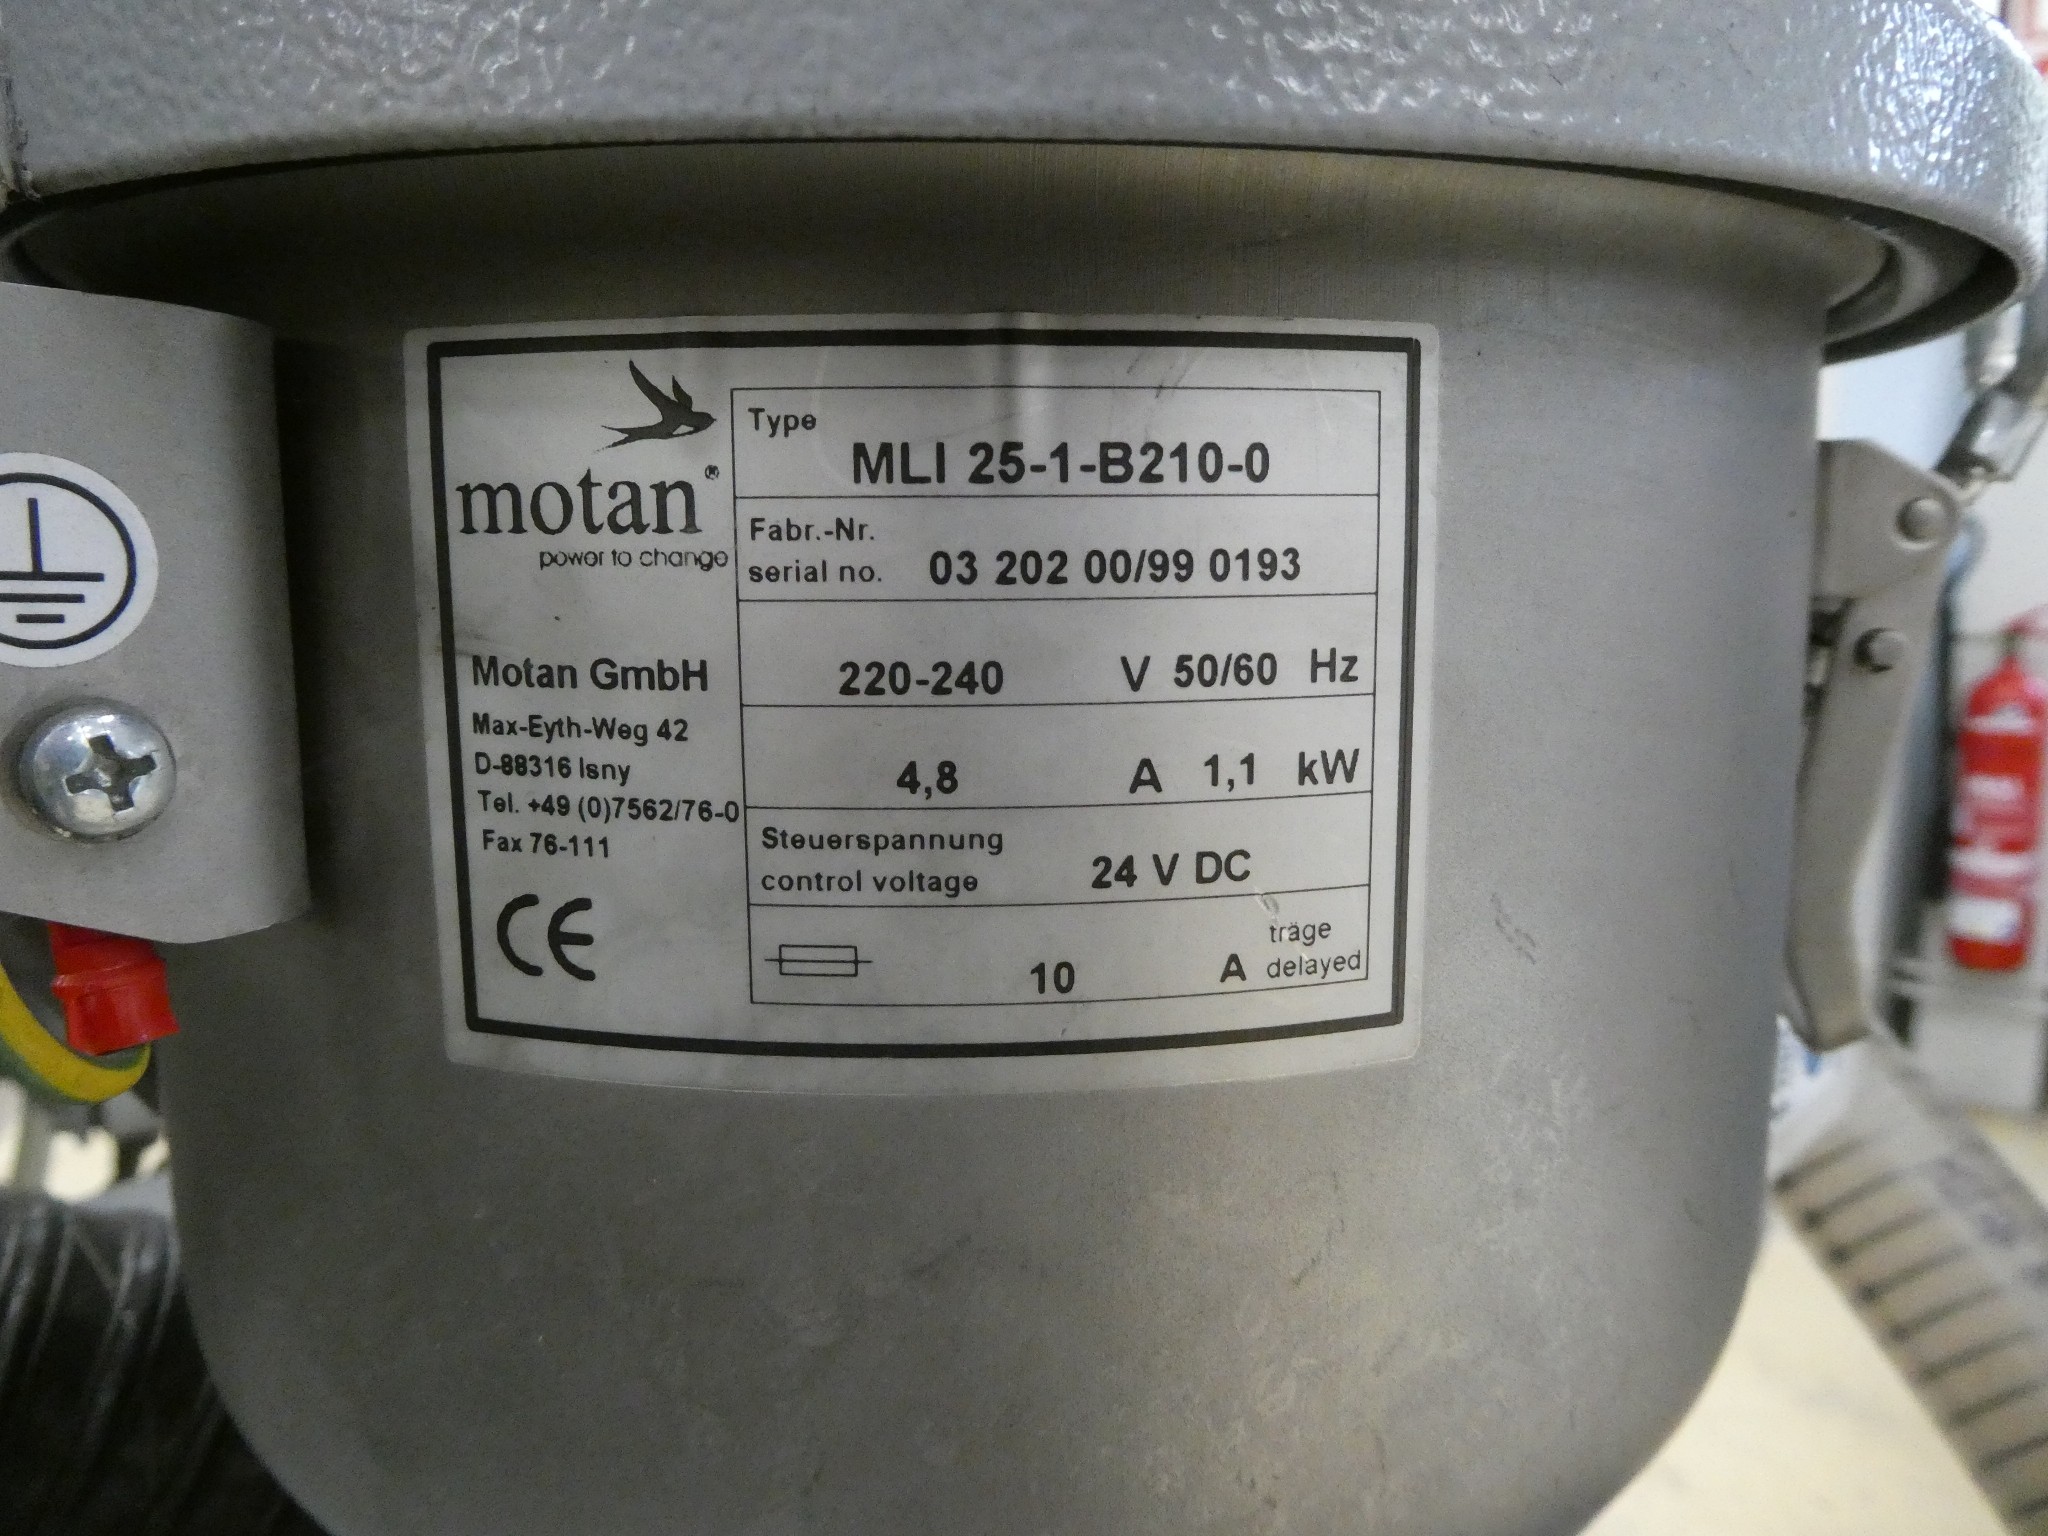 motan®
power to change
Motan GmbH
Max-Eyth-Weg 42
D-88316 Isny
Tel. +49 (0)7562/76-0
Fax 76-111
CE
Type
MLI 25-1-B210-0
Fabr.-Nr.
serial no. 03 202 00/99 0193
220-240 V 50/60 Hz
4,8 A 1,1 kW
Steuerspannung
control voltage 24 V DC
träge
10 A delayed